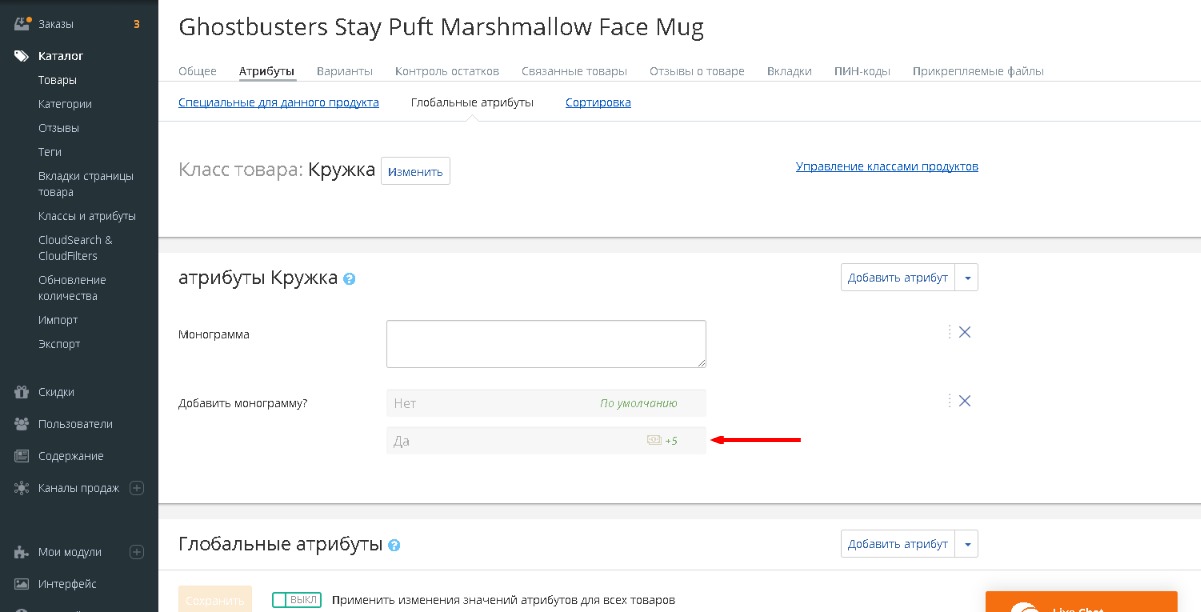 Заказы 3
Каталог
Товары
Категории
Отзывы
Теги
Вкладки страницы
товара
Классы и атрибуты
CloudSearch &
CloudFilters
Обновление
количества
Импорт
Экспорт
Скидки
Пользователи
Содержание
Каналы продаж
Мои модули
Интерфейс
Ghostbusters Stay Puft Marshmallow Face Mug
Общее Атрибуты Варианты Контроль остатков Связанные товары Отзывы о товаре Вкладки ПИН-коды Прикрепляемые файлы
Специальные для данного продукта Глобальные атрибуты Сортировка
Класс товара: Кружка Изменить Управление классами продуктов
атрибуты Кружка ? Добавить атрибут
Монограмма
Добавить монограмму? Нет По умолчанию
Да +5
Глобальные атрибуты ? Добавить атрибут
Сохранить ВЫКЛ Применить изменения значений атрибутов для всех товаров
Live Chat